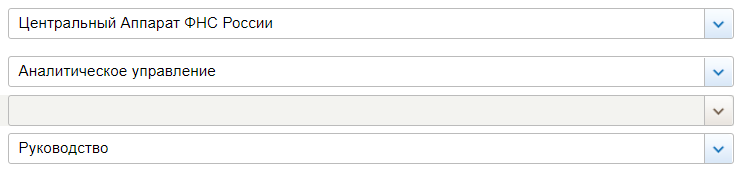 Центральный Аппарат ФНС России
Аналитическое управление
Руководство